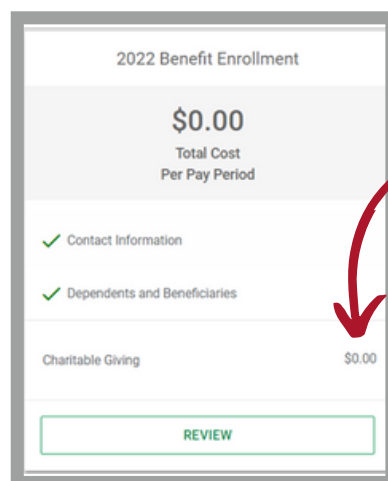 2022 Benefit Enrollment
$0.00
Total Cost
Per Pay Period
Contact Information
Dependents and Beneficiaries
Charitable Giving $0.00
REVIEW